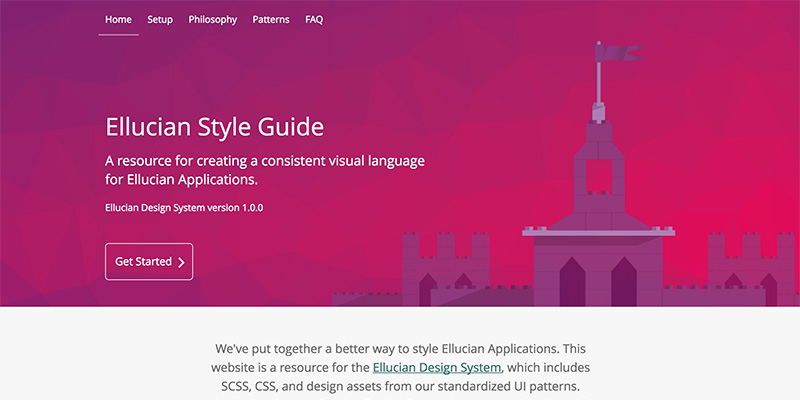 Home Setup Philosophy Patterns FAQ
Ellucian Style Guide
A resource for creating a consistent visual language
for Ellucian Applications.
Ellucian Design System version 1.0.0
Get Started
We've put together a better way to style Ellucian Applications. This
website is a resource for the Ellucian Design System, which includes
SCSS, CSS, and design assets from our standardized UI patterns.